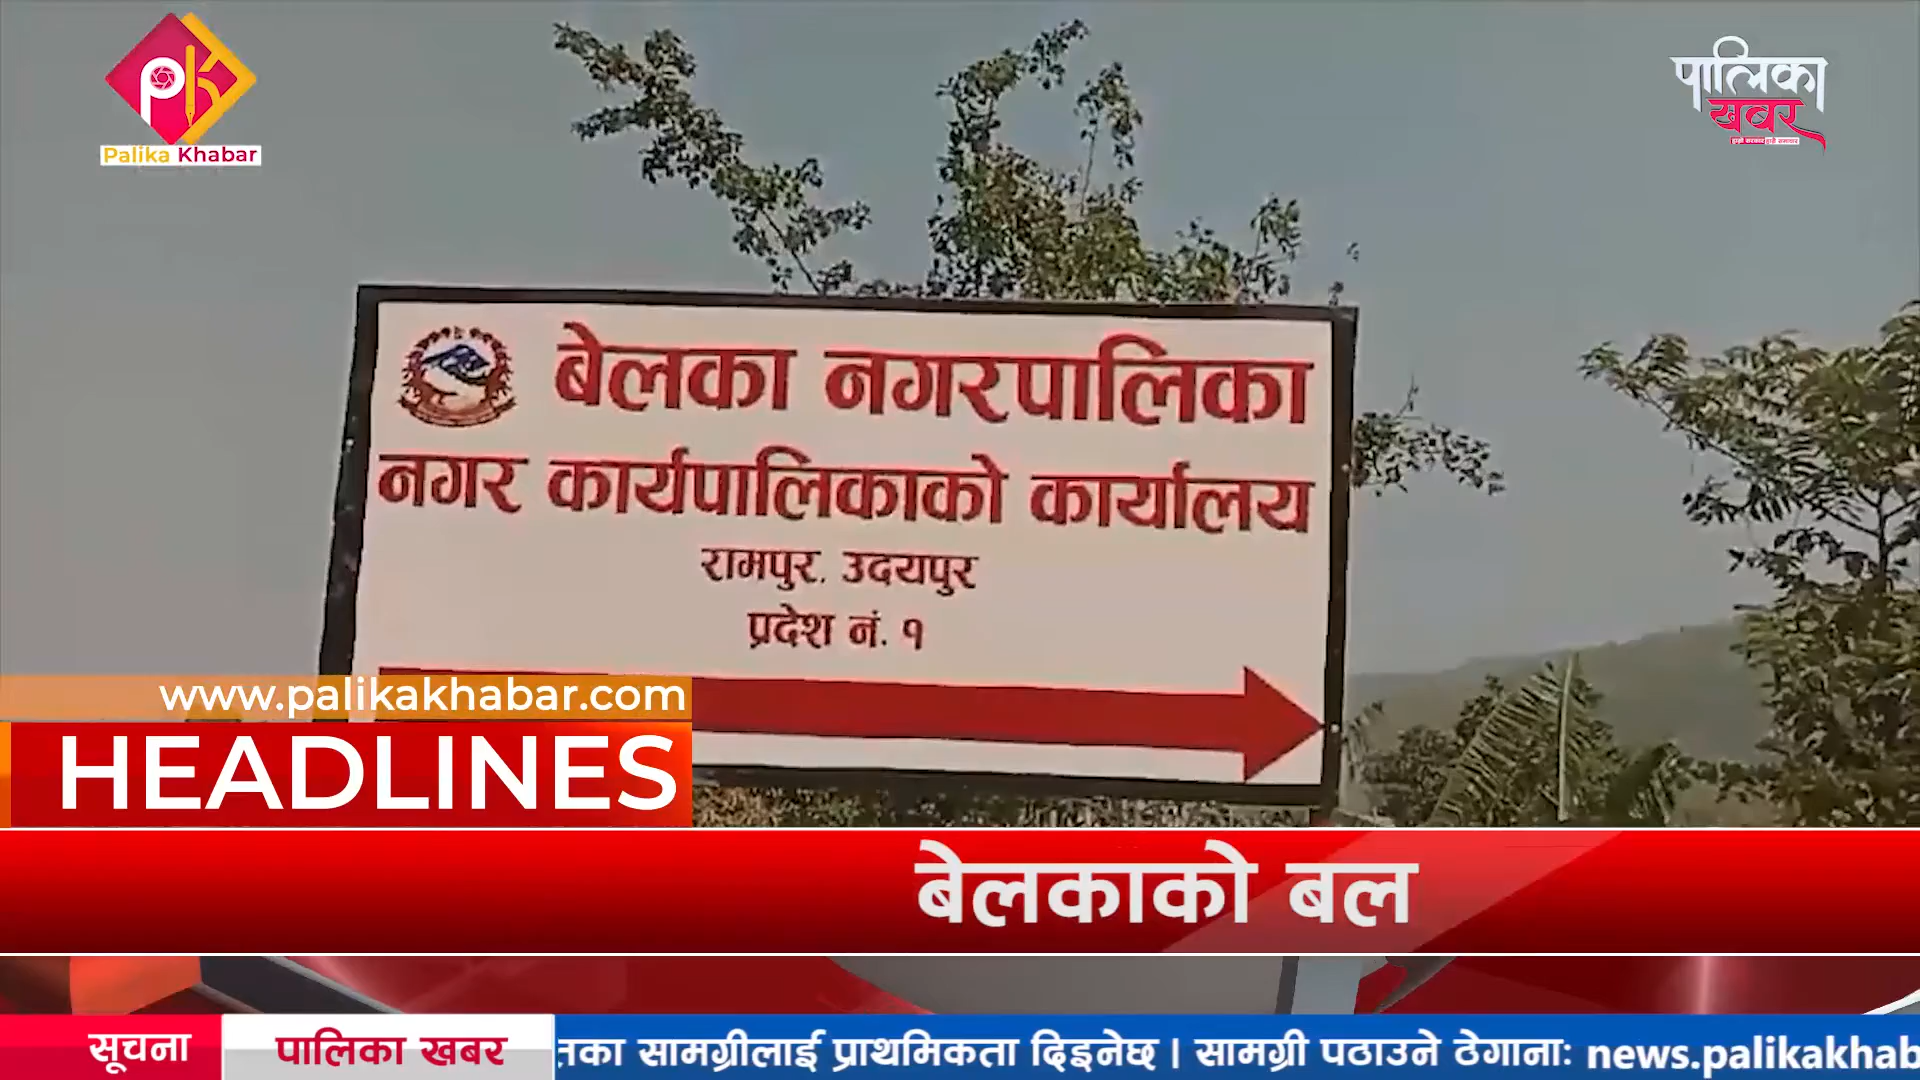 Palika Khabar
पालिका
खबर
बेलका नगरपालिका
नगर कार्यपालिकाको कार्यालय
रामपुर, उदयपुर
प्रदेश नं. १
www.palikakhabar.com
HEADLINES
बेलकाको बल
सूचना
पालिका खबर
सामग्रीलाई प्राथमिकता दिइनेछ । सामग्री पठाउने ठेगानाः news.palikakhab